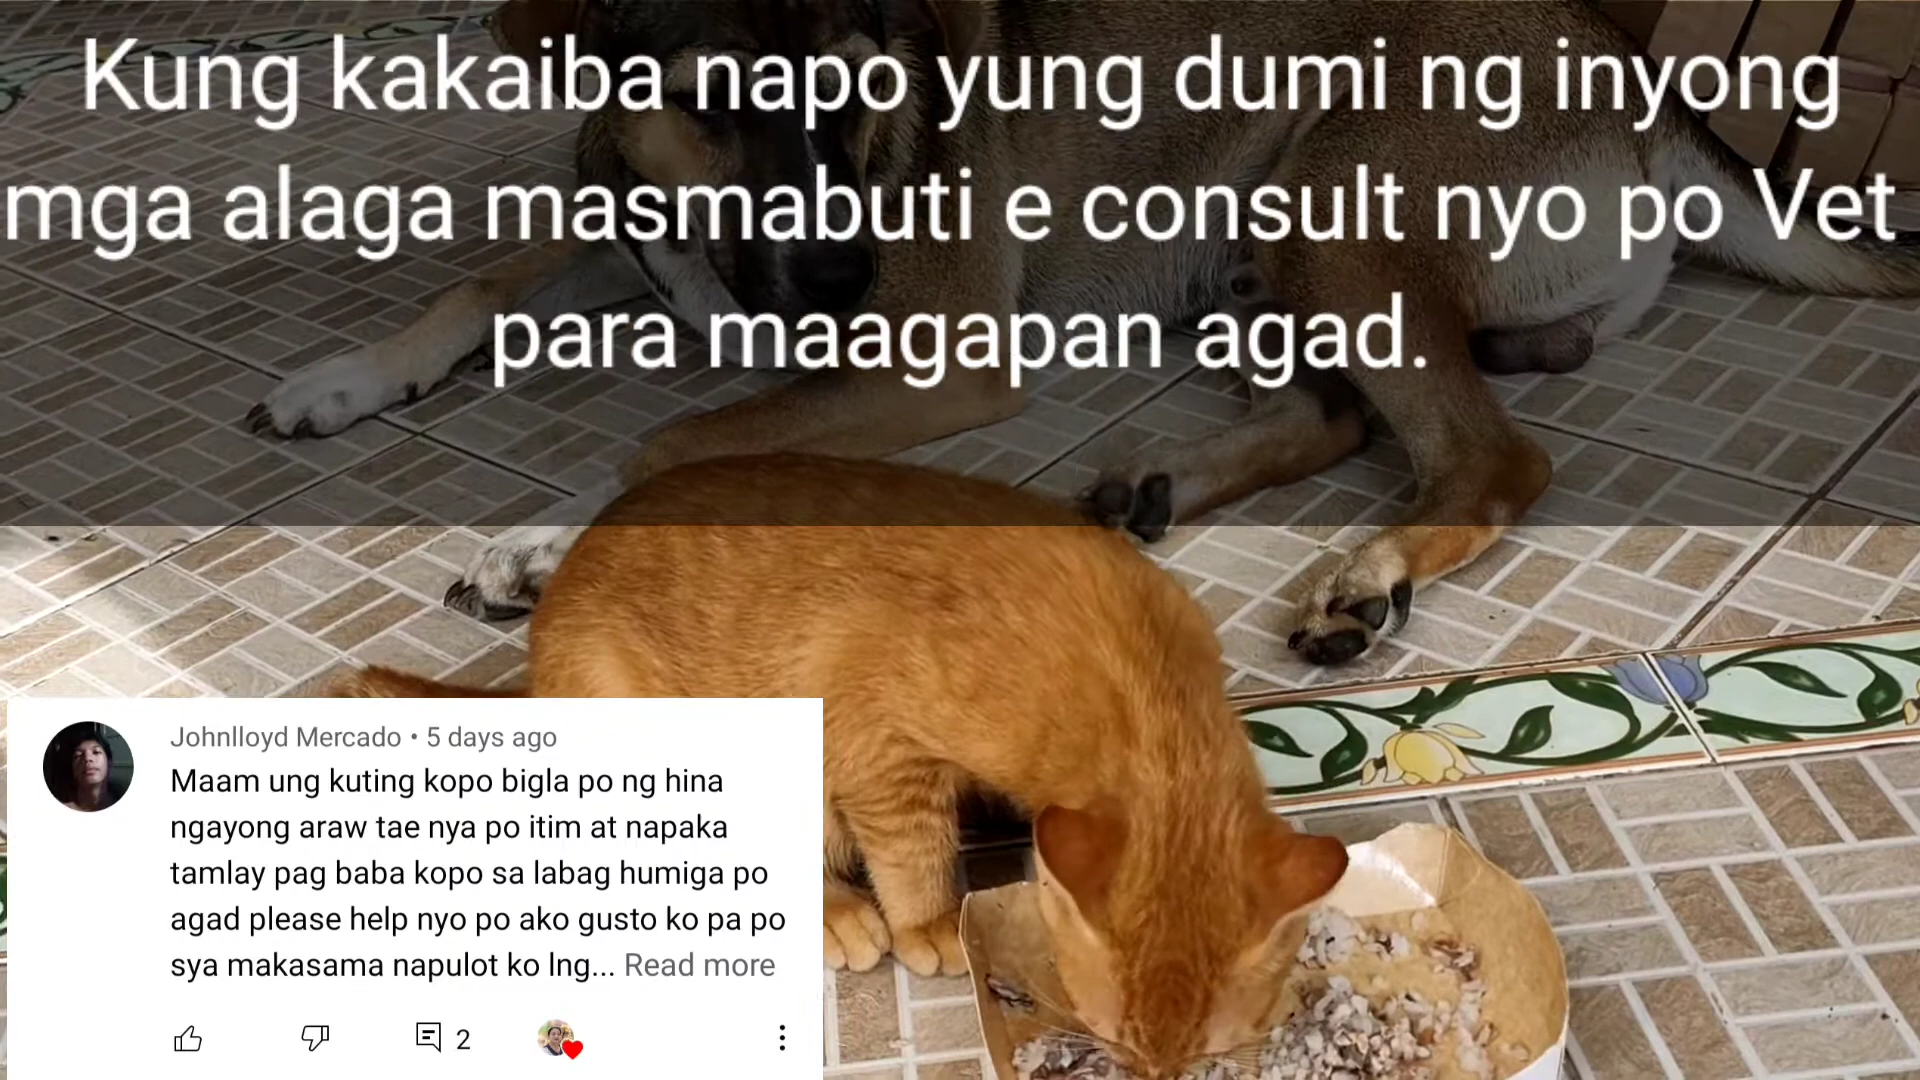 Kung kakaiba napo yung dumi ng inyong
mga alaga masmabuti e consult nyo po Vet
para maagapan agad.
Johnlloyd Mercado • 5 days ago
Maam ung kuting kopo bigla po ng hina
ngayong araw tae nya po itim at napaka
tamlay pag baba kopo sa labag humiga po
agad please help nyo po ako gusto ko pa po
sya makasama napulot ko lng... Read more
2